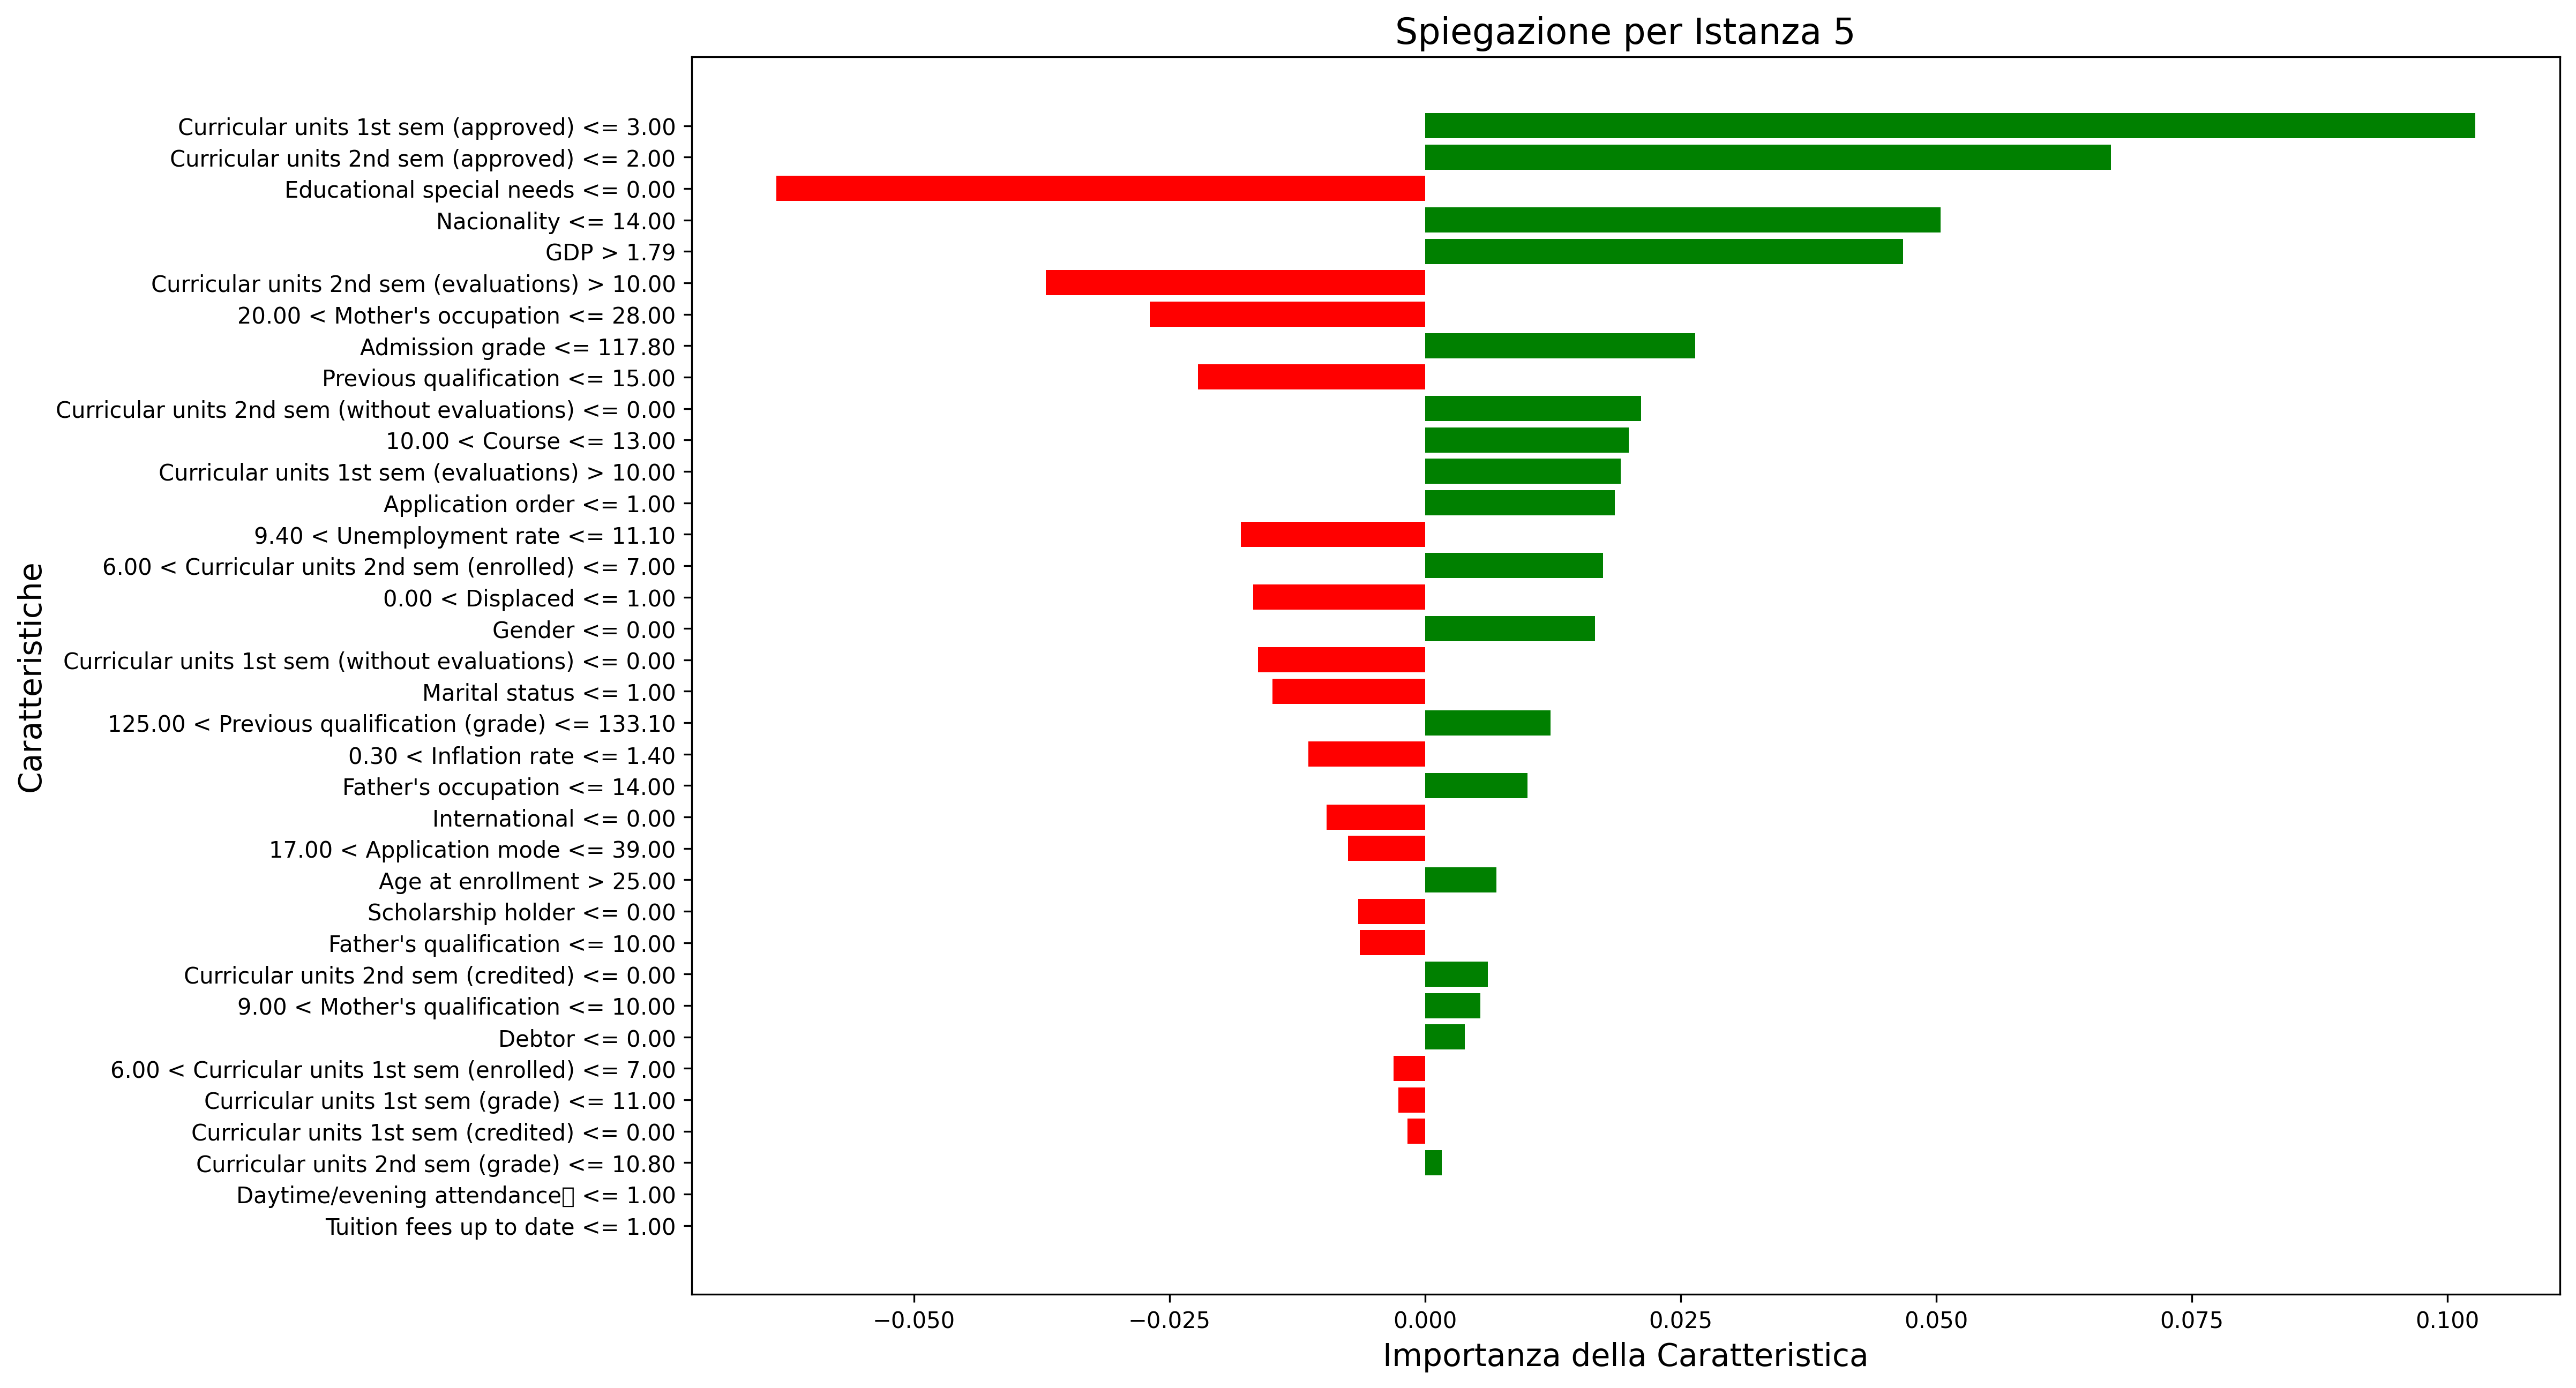 Spiegazione per Istanza 5
Curricular units 1st sem (approved) <= 3.00
Curricular units 2nd sem (approved) <= 2.00
Educational special needs <= 0.00
Nacionality <= 14.00
GDP > 1.79
Curricular units 2nd sem (evaluations) > 10.00
20.00 < Mother's occupation <= 28.00
Admission grade <= 117.80
Previous qualification <= 15.00
Curricular units 2nd sem (without evaluations) <= 0.00
10.00 < Course <= 13.00
Curricular units 1st sem (evaluations) > 10.00
Application order <= 1.00
9.40 < Unemployment rate <= 11.10
6.00 < Curricular units 2nd sem (enrolled) <= 7.00
0.00 < Displaced <= 1.00
Gender <= 0.00
Curricular units 1st sem (without evaluations) <= 0.00
Marital status <= 1.00
125.00 < Previous qualification (grade) <= 133.10
0.30 < Inflation rate <= 1.40
Father's occupation <= 14.00
International <= 0.00
17.00 < Application mode <= 39.00
Age at enrollment > 25.00
Scholarship holder <= 0.00
Father's qualification <= 10.00
Curricular units 2nd sem (credited) <= 0.00
9.00 < Mother's qualification <= 10.00
Debtor <= 0.00
6.00 < Curricular units 1st sem (enrolled) <= 7.00
Curricular units 1st sem (grade) <= 11.00
Curricular units 1st sem (credited) <= 0.00
Curricular units 2nd sem (grade) <= 10.80
Daytime/evening attendance▯ <= 1.00
Tuition fees up to date <= 1.00
Caratteristiche
−0.050 −0.025 0.000 0.025 0.050 0.075 0.100
Importanza della Caratteristica